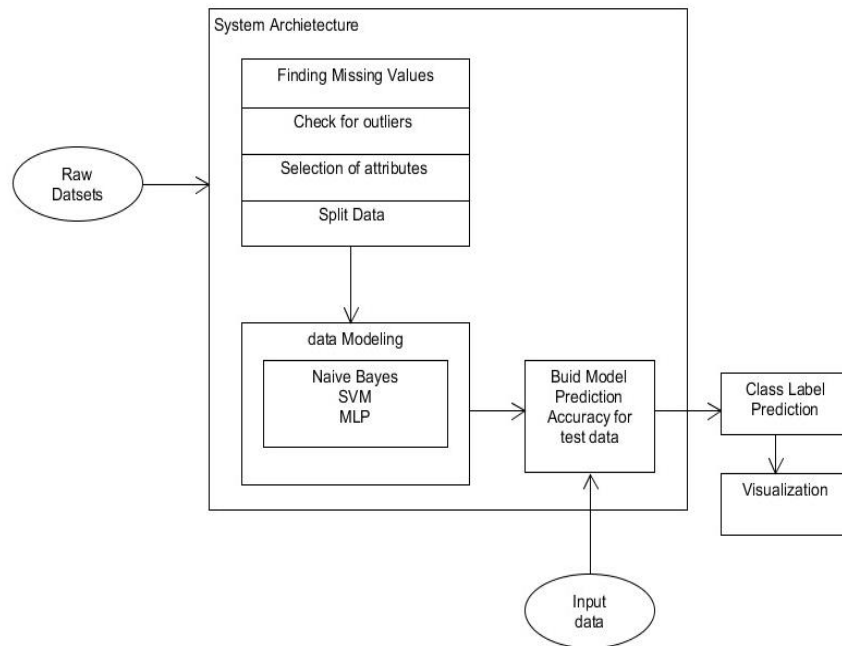 System Archietecture
Finding Missing Values
Check for outliers
Selection of attributes
Split Data
Raw
Datsets
data Modeling
Naive Bayes
SVM
MLP
Buid Model
Prediction
Accuracy for
test data
Class Label
Prediction
Visualization
Input
data